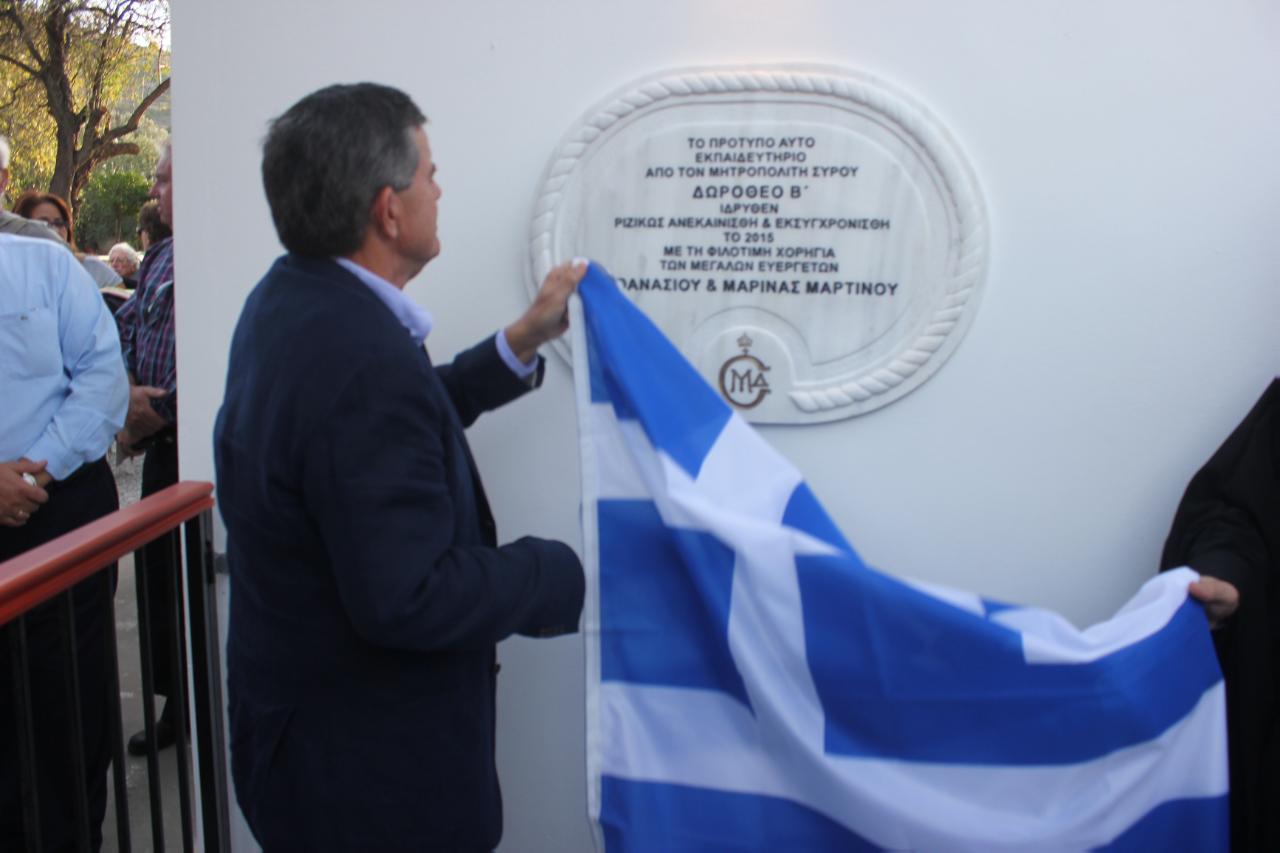 ΤΟ ΠΡΟΤΥΠΟ ΑΥΤΟ
ΕΚΠΑΙΔΕΥΤΗΡΙΟ
ΑΠΟ ΤΟΝ ΜΗΤΡΟΠΟΛΙΤΗ ΣΥΡΟΥ
ΔΩΡΟΘΕΟ Β΄
ΙΔΡΥΘΕΝ
ΡΙΖΙΚΩΣ ΑΝΕΚΑΙΝΙΣΘΗ & ΕΚΣΥΓΧΡΟΝΙΣΘΗ
ΤΟ 2015
ΜΕ ΤΗ ΦΙΛΟΤΙΜΗ ΧΟΡΗΓΙΑ
ΤΩΝ ΜΕΓΑΛΩΝ ΕΥΕΡΓΕΤΩΝ
ΘΑΝΑΣΙΟΥ & ΜΑΡΙΝΑΣ ΜΑΡΤΙΝΟΥ